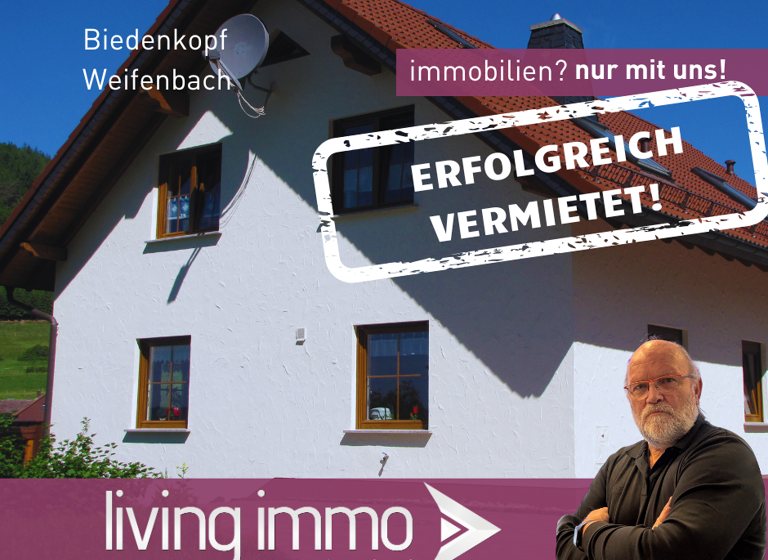 Biedenkopf
Weifenbach
immobilien? nur mit uns!
ERFOLGREICH
VERMIETET!
living immo